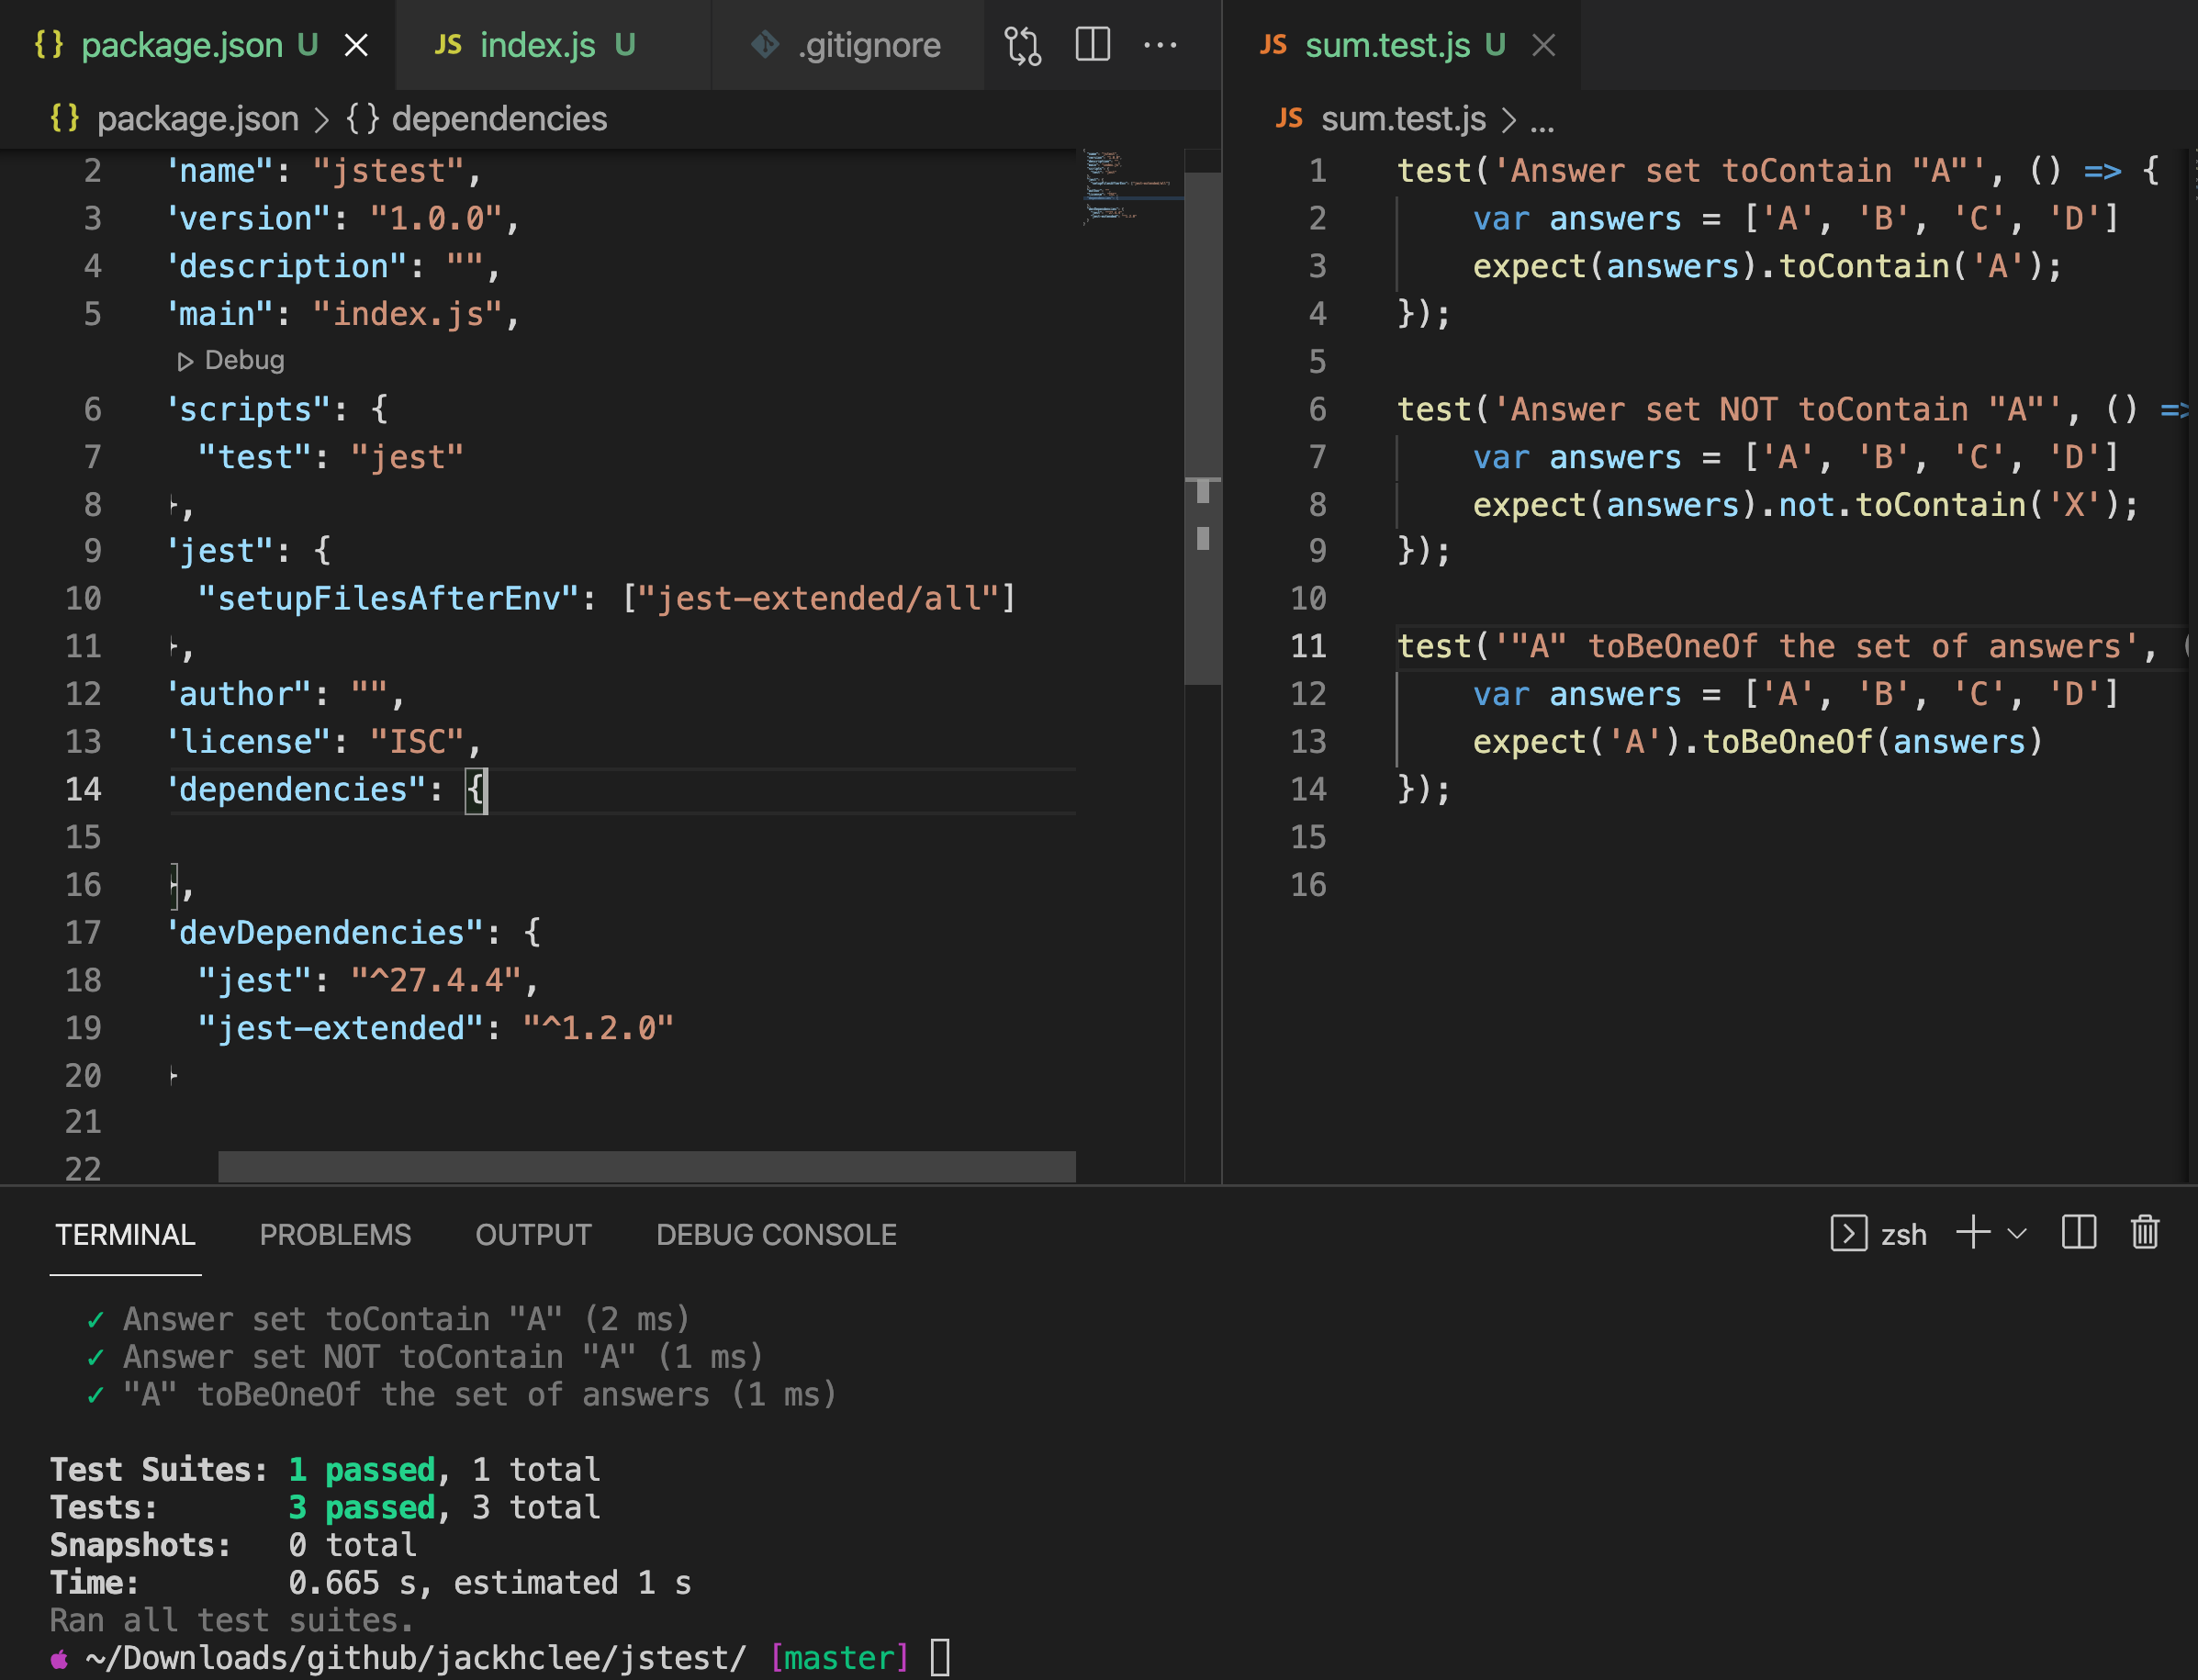 {} package.json U
JS index.js U
.gitignore
{} package.json > {} dependencies
2 "name": "jstest",
3 "version": "1.0.0",
4 "description": "",
5 "main": "index.js",
Debug
6 "scripts": {
7 "test": "jest"
8 },
9 "jest": {
10 "setupFilesAfterEnv": ["jest-extended/all"]
11 },
12 "author": "",
13 "license": "ISC",
14 "dependencies": {
15
16 },
17 "devDependencies": {
18 "jest": "^27.4.4",
19 "jest-extended": "^1.2.0"
20 }
21
22
JS sum.test.js U
JS sum.test.js > ...
1 test('Answer set toContain "A"', () => {
2 var answers = ['A', 'B', 'C', 'D']
3 expect(answers).toContain('A');
4 });
5
6 test('Answer set NOT toContain "A"', () =>
7 var answers = ['A', 'B', 'C', 'D']
8 expect(answers).not.toContain('X');
9 });
10
11 test('"A" toBeOneOf the set of answers', (
12 var answers = ['A', 'B', 'C', 'D']
13 expect('A').toBeOneOf(answers)
14 });
15
16
TERMINAL PROBLEMS OUTPUT DEBUG CONSOLE
zsh
✓ Answer set toContain "A" (2 ms)
✓ Answer set NOT toContain "A" (1 ms)
✓ "A" toBeOneOf the set of answers (1 ms)
Test Suites: 1 passed, 1 total
Tests: 3 passed, 3 total
Snapshots: 0 total
Time: 0.665 s, estimated 1 s
Ran all test suites.
~/Downloads/github/jackhclee/jstest/ [master]